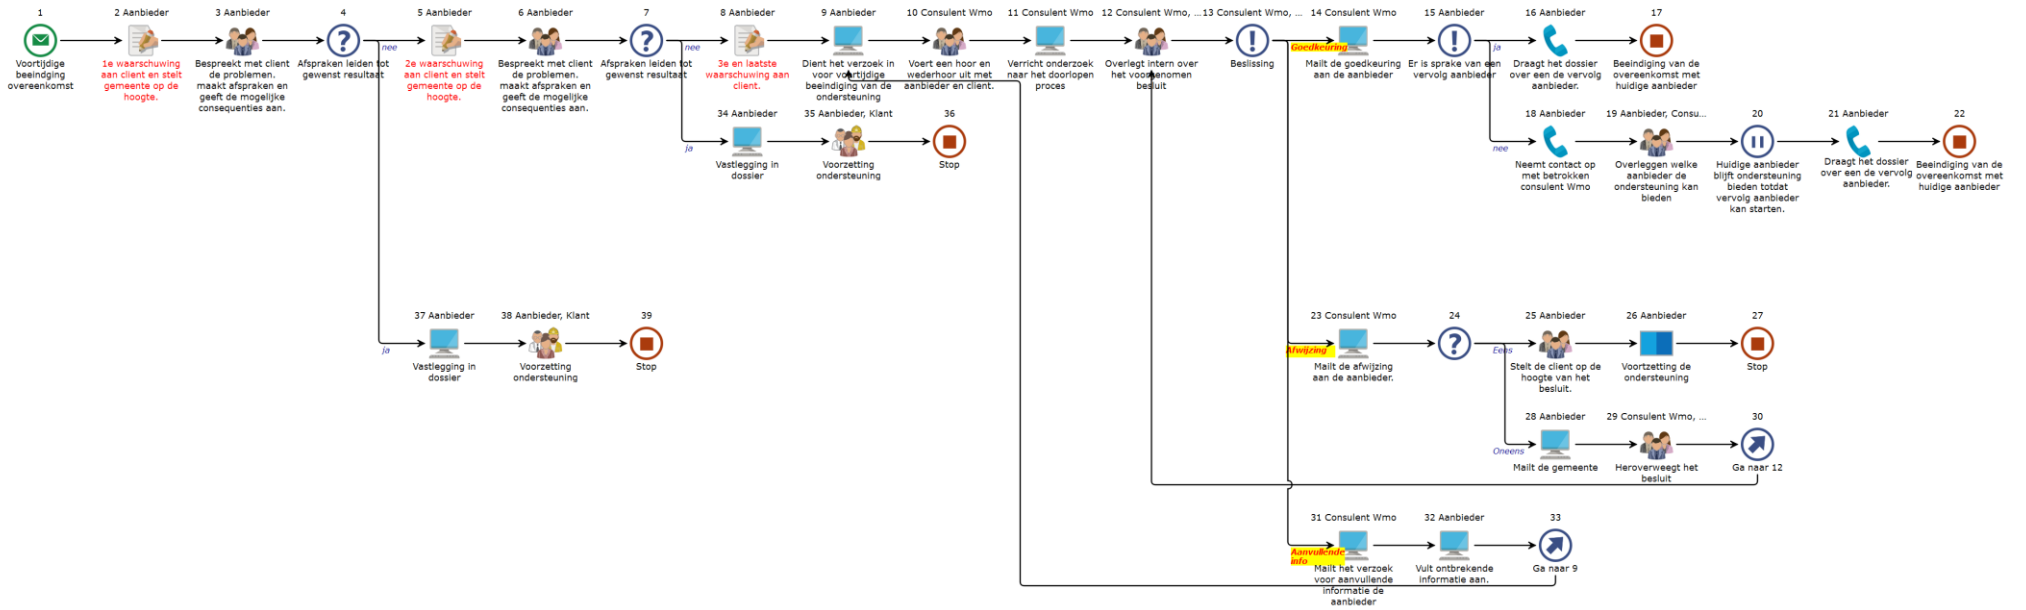 1
Voortijdige
beeindging
overeenkomst
2 Aanbieder
1e waarschuwing
aan client en stelt
gemeente op de
hoogte.
3 Aanbieder
Bespreekt met client
de problemen.
maakt afspraken en
geeft de mogelijke
consequenties aan.
4
Afspraken leiden tot
gewenst resultaat
nee
5 Aanbieder
2e waarschuwing
aan client en stelt
gemeente op de
hoogte.
6 Aanbieder
Bespreekt met client
de problemen.
maakt afspraken en
geeft de mogelijke
consequenties aan.
7
Afspraken leiden tot
gewenst resultaat
nee
8 Aanbieder
3e en laatste
waarschuwing aan
client.
9 Aanbieder
Dient het verzoek in
voor voortijdige
beeindiging van de
ondersteuning
10 Consulent Wmo
Voert een hoor en
wederhoor uit met
aanbieder en client.
11 Consulent Wmo
Verricht onderzoek
naar het doorlopen
proces
12 Consulent Wmo, ...
Overlegt intern over
het voorgenomen
besluit
13 Consulent Wmo, ...
Beslissing
Goedkeuring
14 Consulent Wmo
Mailt de goedkeuring
aan de aanbieder
15 Aanbieder
Er is sprake van een
vervolg aanbieder
ja
16 Aanbieder
Draagt het dossier
over een de vervolg
aanbieder.
17
Beeindiging van de
overeenkomst met
huidige aanbieder
nee
18 Aanbieder
Neemt contact op
met betrokken
consulent Wmo
19 Aanbieder, Consu...
Overleggen welke
aanbieder de
ondersteuning kan
bieden
20
Huidige aanbieder
blijft ondersteuning
bieden totdat
vervolg aanbieder
kan starten.
21 Aanbieder
Draagt het dossier
over een de vervolg
aanbieder.
22
Beeindiging van de
overeenkomst met
huidige aanbieder
ja
34 Aanbieder
Vastlegging in
dossier
35 Aanbieder, Klant
Voorzetting
ondersteuning
36
Stop
ja
37 Aanbieder
Vastlegging in
dossier
38 Aanbieder, Klant
Voorzetting
ondersteuning
39
Stop
Afwijzing
23 Consulent Wmo
Mailt de afwijzing
aan de aanbieder.
24
Eens
25 Aanbieder
Stelt de client op de
hoogte van het
besluit.
26 Aanbieder
Voortzetting de
ondersteuning
27
Stop
Oneens
28 Aanbieder
Mailt de gemeente
29 Consulent Wmo, ...
Heroverweegt het
besluit
30
Ga naar 12
Aanvullende
info
31 Consulent Wmo
Mailt het verzoek
voor aanvullende
informatie de
aanbieder
32 Aanbieder
Vult ontbrekende
informatie aan.
33
Ga naar 9